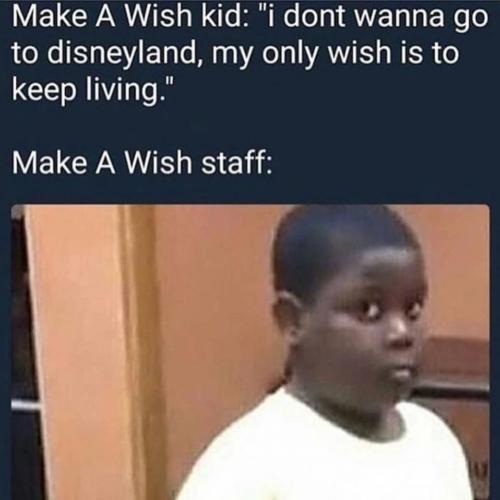 Make A Wish kid: "i dont wanna go
to disneyland, my only wish is to
keep living."
Make A Wish staff: